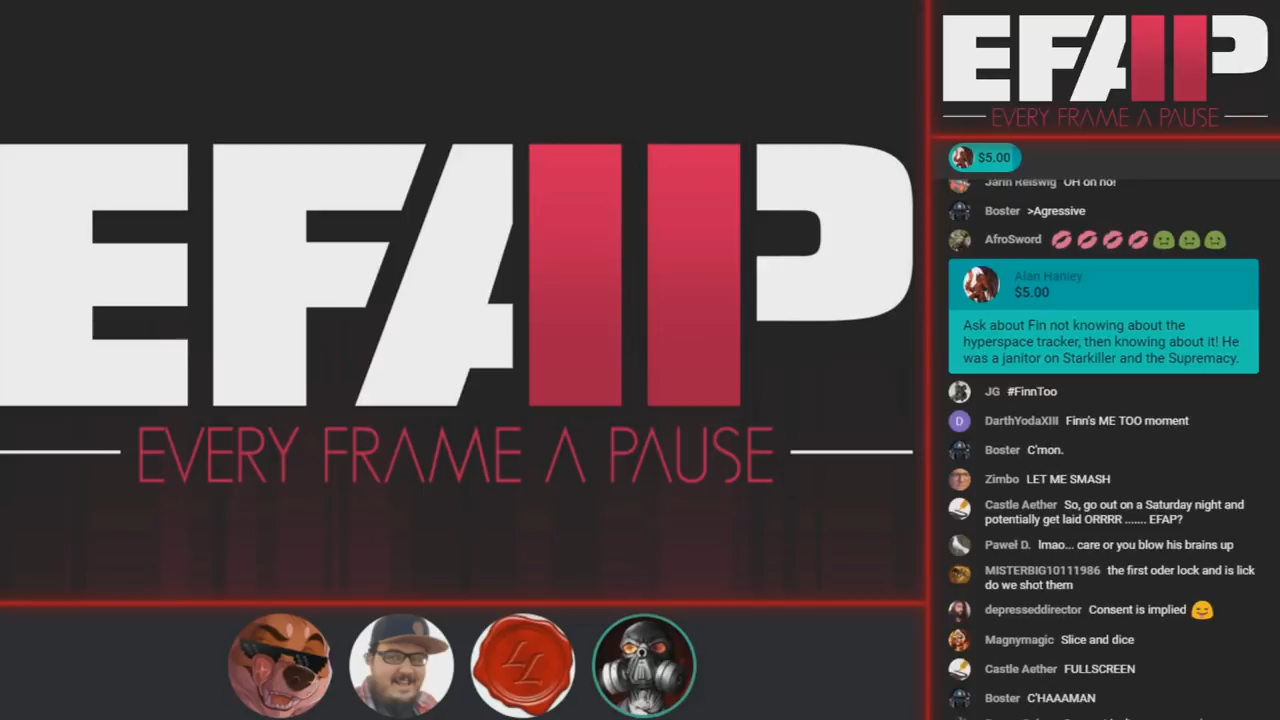 EFAP
EVERY FRAME A PAUSE
EFAP
EVERY FRAME A PAUSE
$5.00
Jann Reiswig OH on no!
Boster >Agressive
AfroSword
Alan Hanley
$5.00
Ask about Fin not knowing about the
hyperspace tracker, then knowing about it! He
was a janitor on Starkiller and the Supremacy.
JG #FinnToo
D DarthYodaXIII Finn's ME TOO moment
Boster C'mon.
Zimbo LET ME SMASH
Castle Aether So, go out on a Saturday night and
potentially get laid ORRRR ....... EFAP?
Paweł D. lmao... care or you blow his brains up
MISTERBIG10111986 the first oder lock and is lick
do we shot them
depresseddirector Consent is implied
Magnymagic Slice and dice
Castle Aether FULLSCREEN
Boster C'HAAAMAN
LL